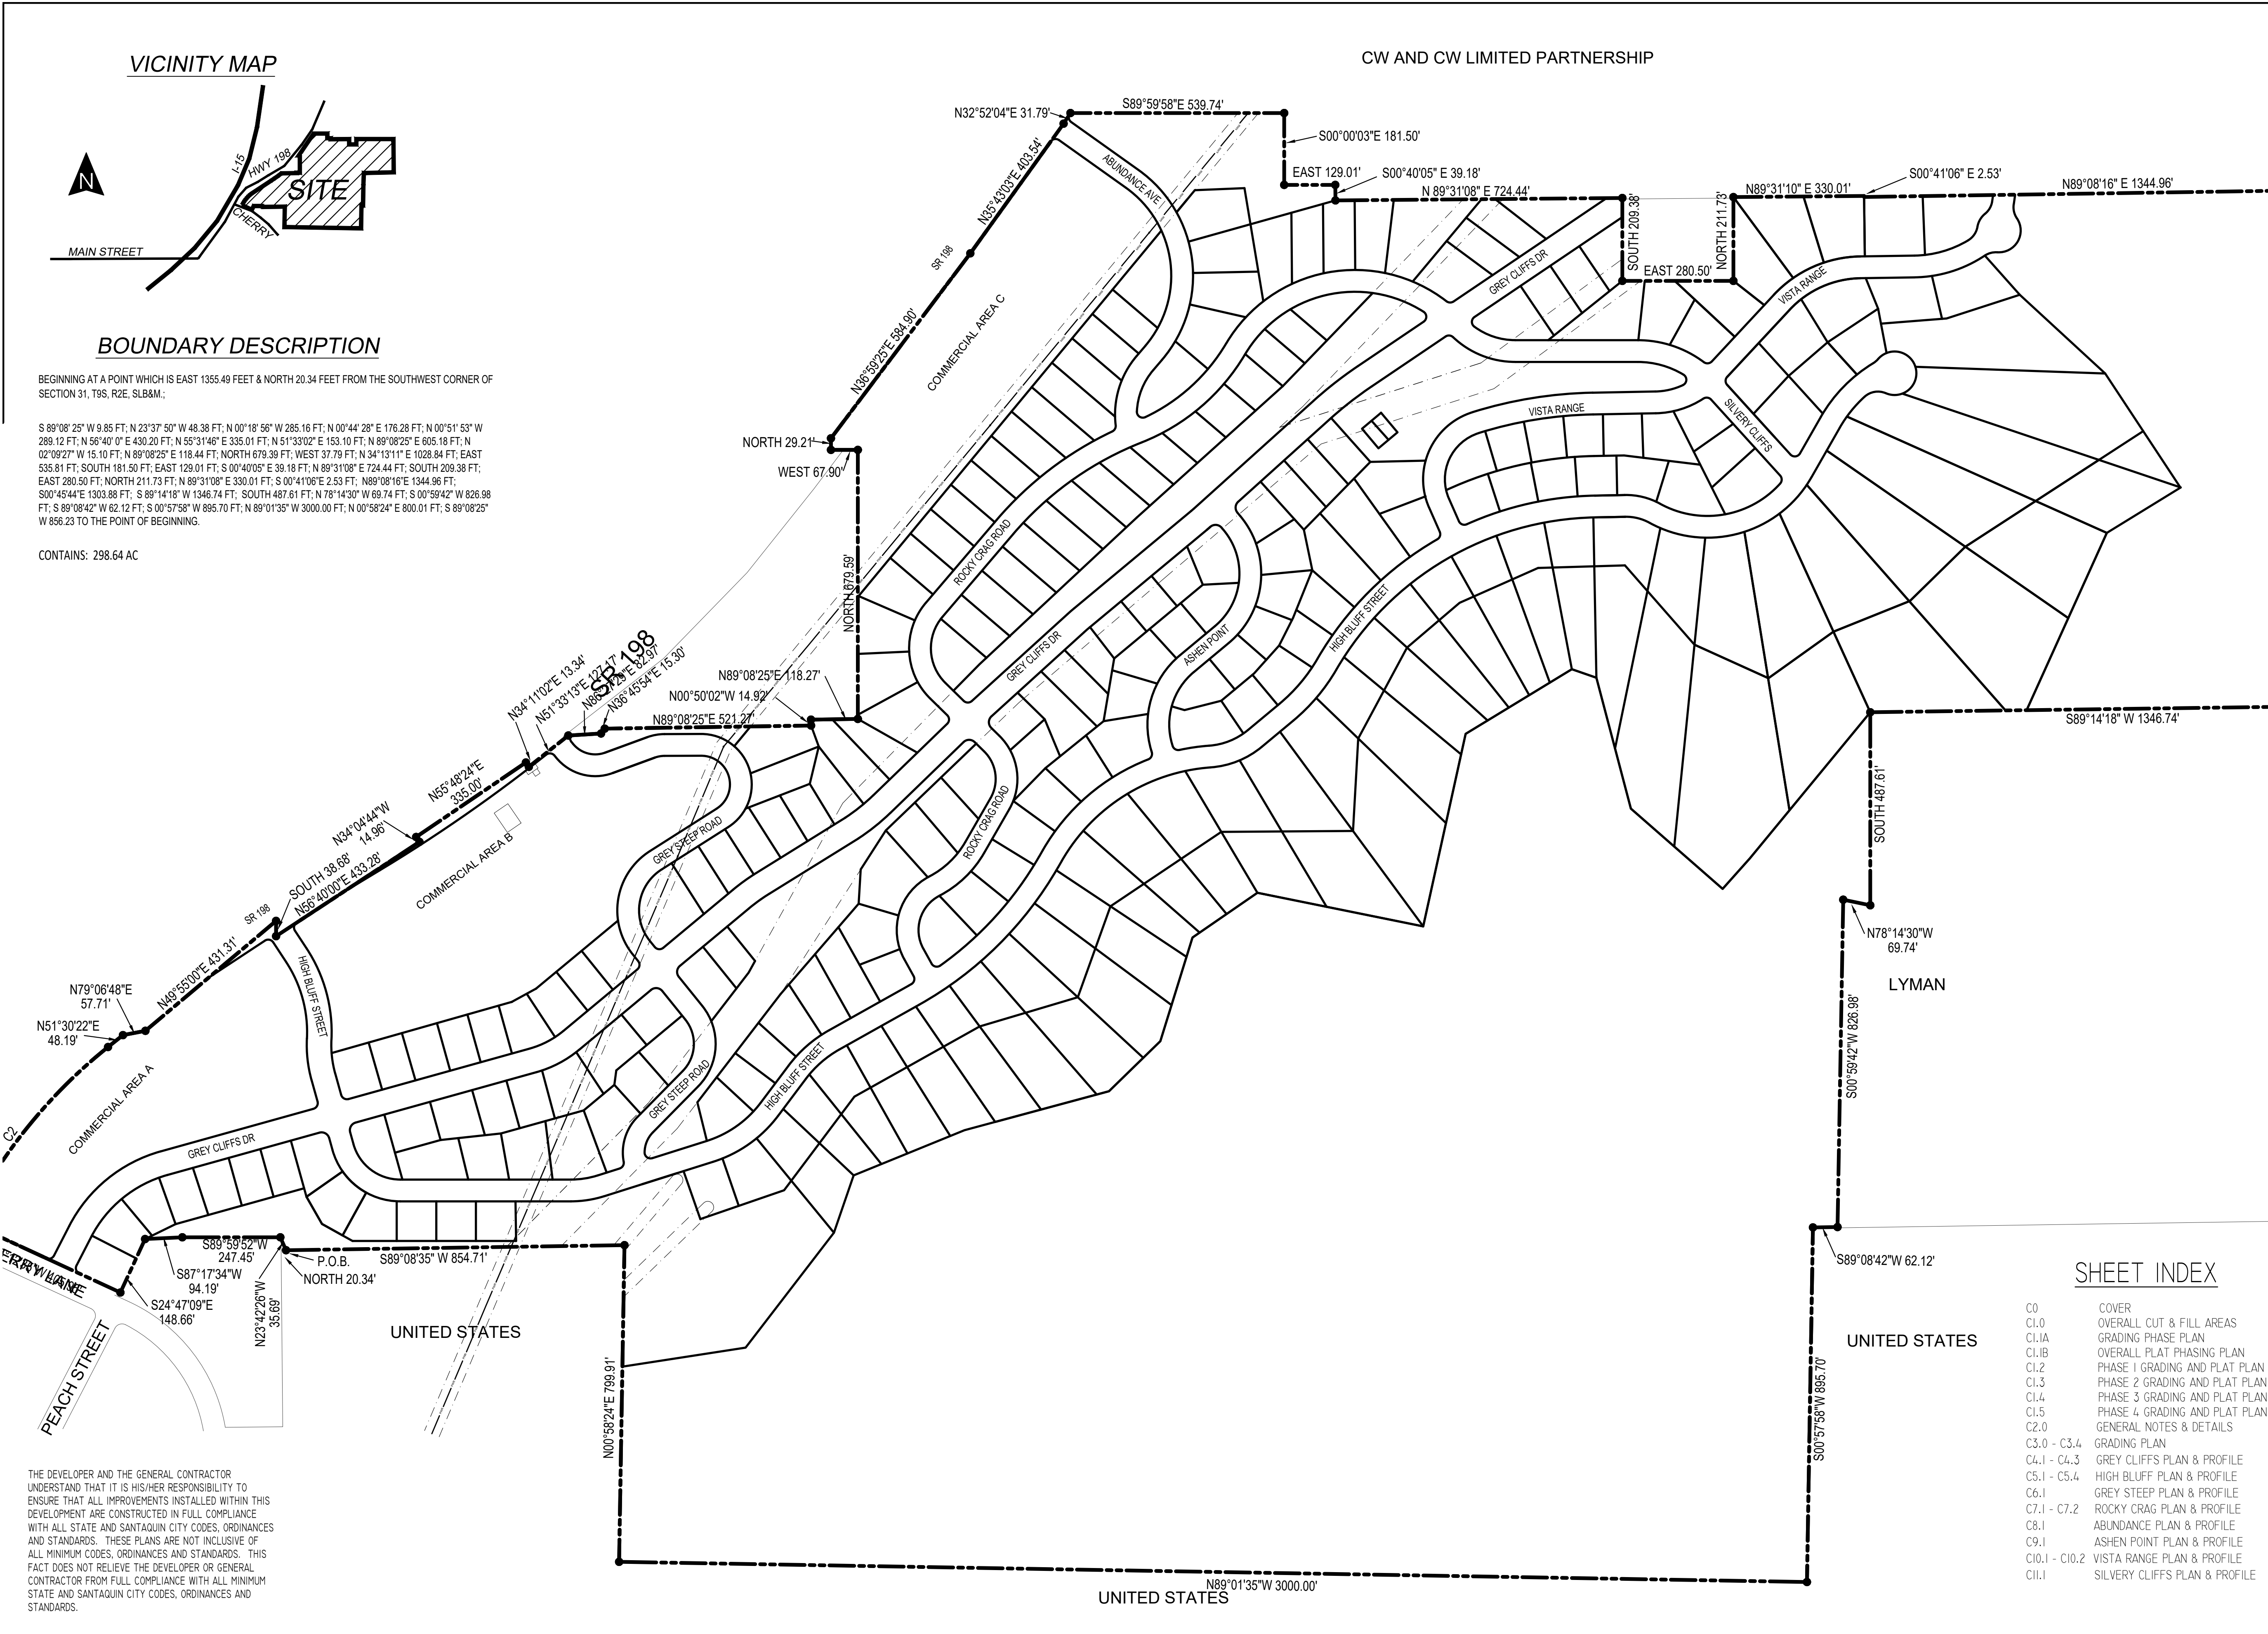 VICINITY MAP
I-15
HWY 198
SITE
N
CHERRY
MAIN STREET
BOUNDARY DESCRIPTION
BEGINNING AT A POINT WHICH IS EAST 1355.49 FEET & NORTH 20.34 FEET FROM THE SOUTHWEST CORNER OF
SECTION 31, T9S, R2E, SLB&M.;
S 89°08' 25" W 9.85 FT; N 23°37' 50" W 48.38 FT; N 00°18' 56" W 285.16 FT; N 00°44' 28" E 176.28 FT; N 00°51' 53" W
289.12 FT; N 56°40' 0" E 430.20 FT; N 55°31'46" E 335.01 FT; N 51°33'02" E 153.10 FT; N 89°08'25" E 605.18 FT; N
02°09'27" W 15.10 FT; N 89°08'25" E 118.44 FT; NORTH 679.39 FT; WEST 37.79 FT; N 34°13'11" E 1028.84 FT; EAST
535.81 FT; SOUTH 181.50 FT; EAST 129.01 FT; S 00°40'05" E 39.18 FT; N 89°31'08" E 724.44 FT; SOUTH 209.38 FT;
EAST 280.50 FT; NORTH 211.73 FT; N 89°31'08" E 330.01 FT; S 00°41'06"E 2.53 FT; N89°08'16"E 1344.96 FT;
S00°45'44"E 1303.88 FT; S 89°14'18" W 1346.74 FT; SOUTH 487.61 FT; N 78°14'30" W 69.74 FT; S 00°59'42" W 826.98
FT; S 89°08'42" W 62.12 FT; S 00°57'58" W 895.70 FT; N 89°01'35" W 3000.00 FT; N 00°58'24" E 800.01 FT; S 89°08'25"
W 856.23 TO THE POINT OF BEGINNING.
CONTAINS: 298.64 AC
CW AND CW LIMITED PARTNERSHIP
N32°52'04"E 31.79'
S89°59'58"E 539.74'
S00°00'03"E 181.50'
EAST 129.01'
S00°40'05" E 39.18'
N 89°31'08" E 724.44'
SOUTH 209.38'
EAST 280.50'
NORTH 211.73'
N89°31'10" E 330.01'
S00°41'06" E 2.53'
N89°08'16" E 1344.96'
N35°43'03"E 403.54'
SR 198
N36°59'25"E 584.90'
COMMERCIAL AREA C
ABUNDANCE AVE
NORTH 29.21'
WEST 67.90'
NORTH 679.59'
GREY CLIFFS DR
VISTA RANGE
VISTA RANGE
SILVERY CLIFFS
ROCKY CRAG ROAD
GREY CLIFFS DR
ASHEN POINT
HIGH BLUFF STREET
SR 198
N34°11'02"E 13.34'
N51°33'13"E 127.17'
N36°45'54"E 15.30'
N89°08'25"E 118.27'
N00°50'02"W 14.92'
N89°08'25"E 521.27'
N55°48'24"E
335.00'
N34°04'44"W
14.96'
SOUTH 38.68'
N56°40'00"E 433.28'
COMMERCIAL AREA B
SR 198
GREY STEEP ROAD
ROCKY CRAG ROAD
N49°55'00"E 431.31'
N79°06'48"E
57.71'
N51°30'22"E
48.19'
C2
COMMERCIAL AREA A
HIGH BLUFF STREET
GREY CLIFFS DR
GREY STEEP ROAD
HIGH BLUFF STREET
S89°14'18" W 1346.74'
SOUTH 487.61'
N78°14'30"W
69.74'
LYMAN
S00°59'42"W 826.98'
S89°08'42"W 62.12'
S89°59'52"W
247.45'
S87°17'34"W
94.19'
S24°47'09"E
148.66'
N23°42'26"W
35.69'
P.O.B.
NORTH 20.34'
S89°08'35" W 854.71'
PEACH STREET
UNITED STATES
N00°58'24"E 799.91'
N89°01'35"W 3000.00'
UNITED STATES
S00°57'58"W 895.70'
UNITED STATES
THE DEVELOPER AND THE GENERAL CONTRACTOR
UNDERSTAND THAT IT IS HIS/HER RESPONSIBILITY TO
ENSURE THAT ALL IMPROVEMENTS INSTALLED WITHIN THIS
DEVELOPMENT ARE CONSTRUCTED IN FULL COMPLIANCE
WITH ALL STATE AND SANTAQUIN CITY CODES, ORDINANCES
AND STANDARDS. THESE PLANS ARE NOT INCLUSIVE OF
ALL MINIMUM CODES, ORDINANCES AND STANDARDS. THIS
FACT DOES NOT RELIEVE THE DEVELOPER OR GENERAL
CONTRACTOR FROM FULL COMPLIANCE WITH ALL MINIMUM
STATE AND SANTAQUIN CITY CODES, ORDINANCES AND
STANDARDS.
SHEET INDEX
C0 COVER
C1.0 OVERALL CUT & FILL AREAS
C1.1A GRADING PHASE PLAN
C1.1B OVERALL PLAT PHASING PLAN
C1.2 PHASE 1 GRADING AND PLAT PLAN
C1.3 PHASE 2 GRADING AND PLAT PLAN
C1.4 PHASE 3 GRADING AND PLAT PLAN
C1.5 PHASE 4 GRADING AND PLAT PLAN
C2.0 GENERAL NOTES & DETAILS
C3.0 - C3.4 GRADING PLAN
C4.1 - C4.3 GREY CLIFFS PLAN & PROFILE
C5.1 - C5.4 HIGH BLUFF PLAN & PROFILE
C6.1 GREY STEEP PLAN & PROFILE
C7.1 - C7.2 ROCKY CRAG PLAN & PROFILE
C8.1 ABUNDANCE PLAN & PROFILE
C9.1 ASHEN POINT PLAN & PROFILE
C10.1 - C10.2 VISTA RANGE PLAN & PROFILE
C11.1 SILVERY CLIFFS PLAN & PROFILE